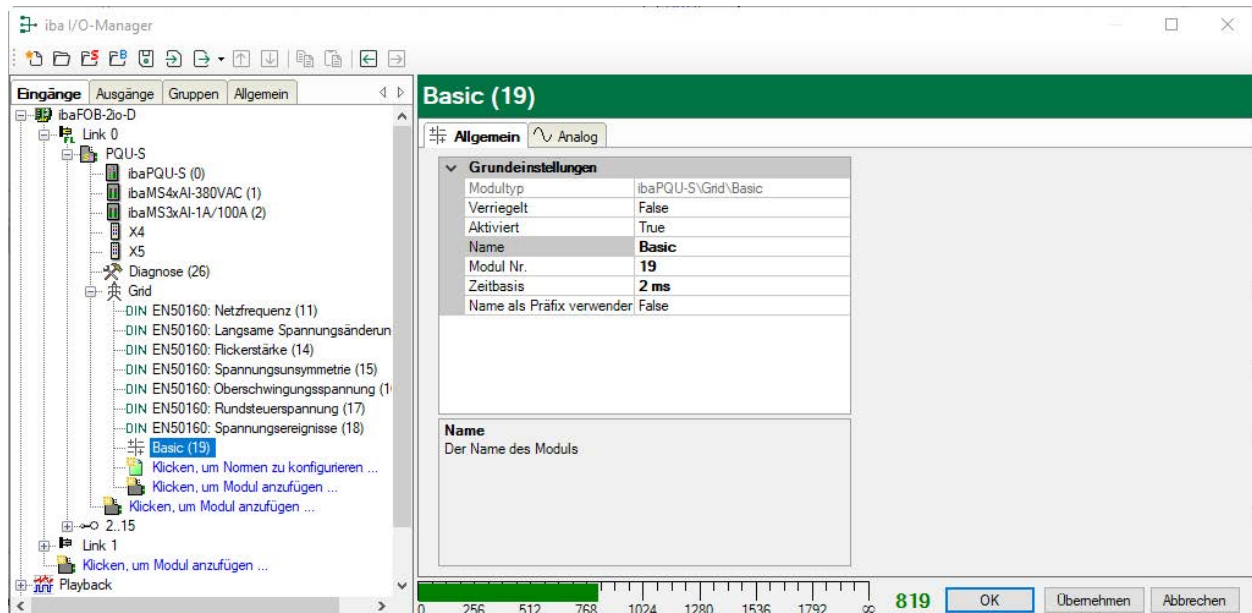 iba I/O-Manager
Eingänge Ausgänge Gruppen Allgemein
ibaFOB-2io-D
Link 0
PQU-S
ibaPQU-S (0)
ibaMS4xAI-380VAC (1)
ibaMS3xAI-1A/100A (2)
X4
X5
Diagnose (26)
Grid
DIN EN50160: Netzfrequenz (11)
DIN EN50160: Langsame Spannungsänderun
DIN EN50160: Flickerstärke (14)
DIN EN50160: Spannungsunsymmetrie (15)
DIN EN50160: Oberschwingungsspannung (1
DIN EN50160: Rundsteuerspannung (17)
DIN EN50160: Spannungsereignisse (18)
Basic (19)
Klicken, um Normen zu konfigurieren ...
Klicken, um Modul anzufügen ...
Klicken, um Modul anzufügen ...
2..15
Link 1
Klicken, um Modul anzufügen ...
Playback
Basic (19)
Allgemein Analog
Grundeinstellungen
Modultyp ibaPQU-S\Grid\Basic
Verriegelt False
Aktiviert True
Name Basic
Modul Nr. 19
Zeitbasis 2 ms
Name als Präfix verwender False
Name
Der Name des Moduls
0 256 512 768 1024 1280 1536 1792 ∞
819 OK Übernehmen Abbrechen